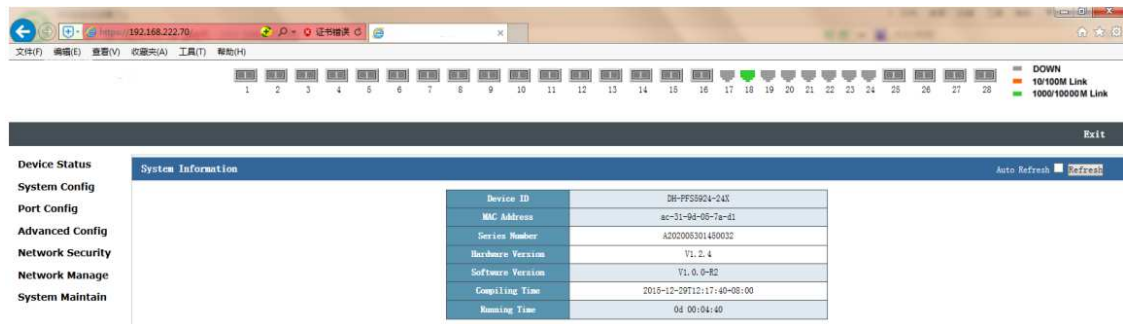 https://192.168.222.70
证书错误
文件(F) 编辑(E) 查看(V) 收藏夹(A) 工具(T) 帮助(H)
1 2 3 4 5 6 7 8 9 10 11 12 13 14 15 16 17 18 19 20 21 22 23 24 25 26 27 28
DOWN
10/100M Link
1000/10000M Link
Exit
Device Status
System Config
Port Config
Advanced Config
Network Security
Network Manage
System Maintain
System Information
Auto Refresh Refresh
Device ID DH-PFS5924-24X
MAC Address ac-31-9d-05-7a-d1
Series Number A202005301480032
Hardware Version V1.2.4
Software Version V1.0.0-R2
Compiling Time 2015-12-29T12:17:40-08:00
Running Time 0d 00:04:40